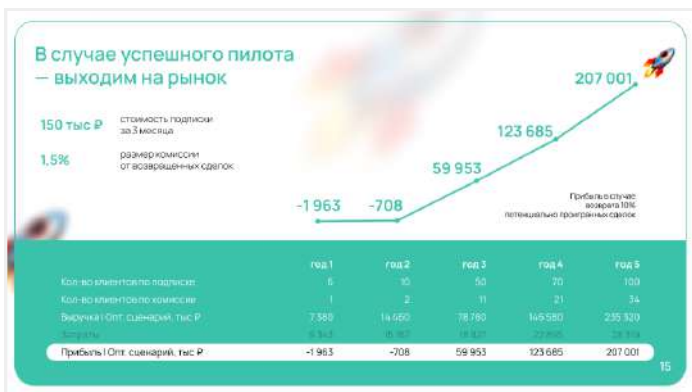 В случае успешного пилота
— выходим на рынок
150 тыс ₽
стоимость подписки
за 3 месяца
1,5%
размер комиссии
от возвращенных сделок
-1 963
-708
59 953
123 685
207 001
Прибыль в случае
возврата 10%
потенциально проигранных сделок
год 1 год 2 год 3 год 4 год 5
Кол-во клиентов по подписке 6 10 50 70 100
Кол-во клиентов по комиссии 1 2 11 21 34
Выручка | Опт. сценарий, тыс ₽ 7 380 14 460 78 780 146 580 235 320
Затраты
Прибыль | Опт. сценарий, тыс ₽ -1 963 -708 59 953 123 685 207 001
15